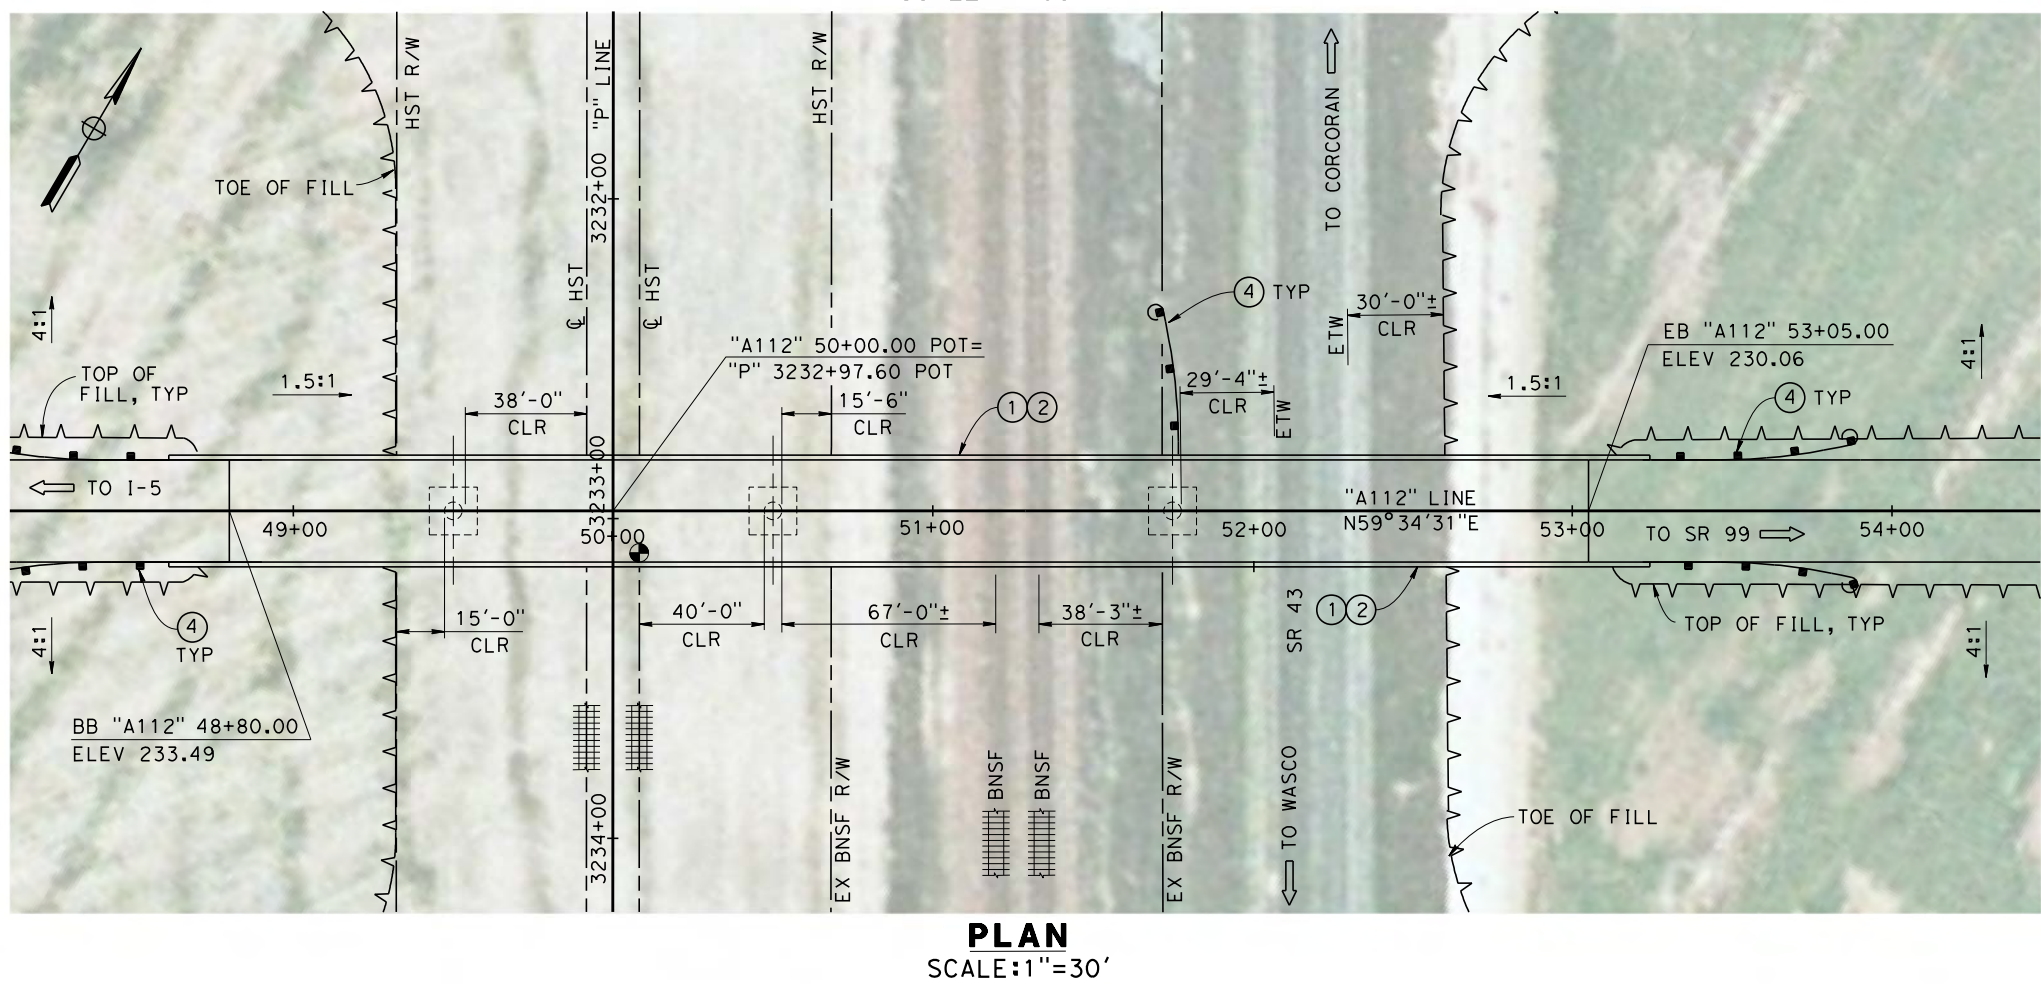 HST R/W
"P" LINE
HST R/W
TO CORCORAN
3232+00
TOE OF FILL
℄ HST
℄ HST
4 TYP
30'-0"±
CLR
ETW
4:1
"A112" 50+00.00 POT=
"P" 3232+97.60 POT
EB "A112" 53+05.00
ELEV 230.06
4:1
TOP OF
FILL, TYP
1.5:1
38'-0"
CLR
15'-6"
CLR
1 2
29'-4"±
CLR
ETW
1.5:1
4 TYP
3233+00
TO I-5
"A112" LINE
N59°34'31"E
49+00
50+00
51+00
52+00
53+00
TO SR 99
54+00
15'-0"
CLR
40'-0"
CLR
67'-0"±
CLR
38'-3"±
CLR
SR 43
1 2
TOP OF FILL, TYP
4:1
4:1
4
TYP
BB "A112" 48+80.00
ELEV 233.49
3234+00
EX BNSF R/W
BNSF
BNSF
EX BNSF R/W
TO WASCO
TOE OF FILL
PLAN
SCALE:1"=30'